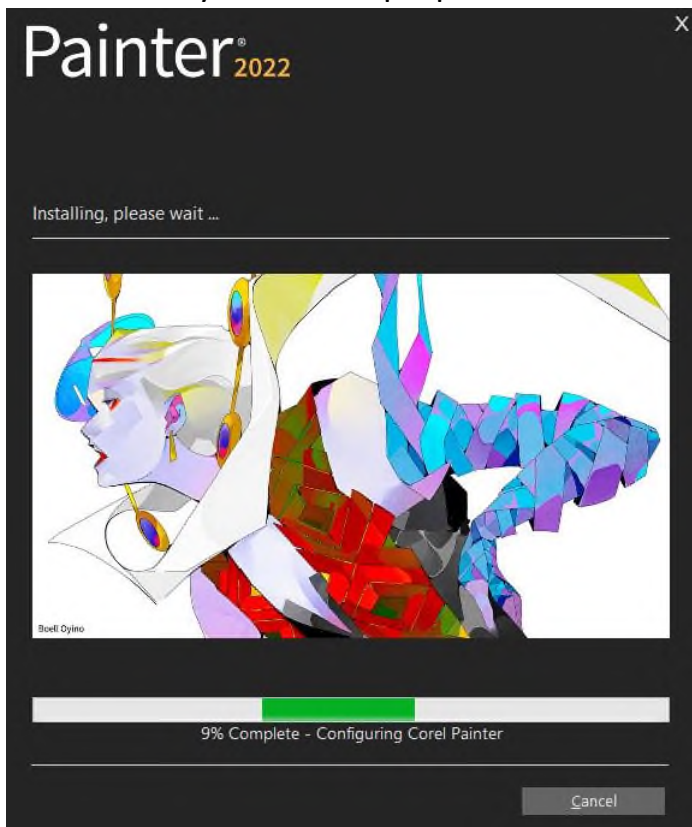 X
Painter® 2022
Installing, please wait ...
Boell Oyino
9% Complete - Configuring Corel Painter
Cancel